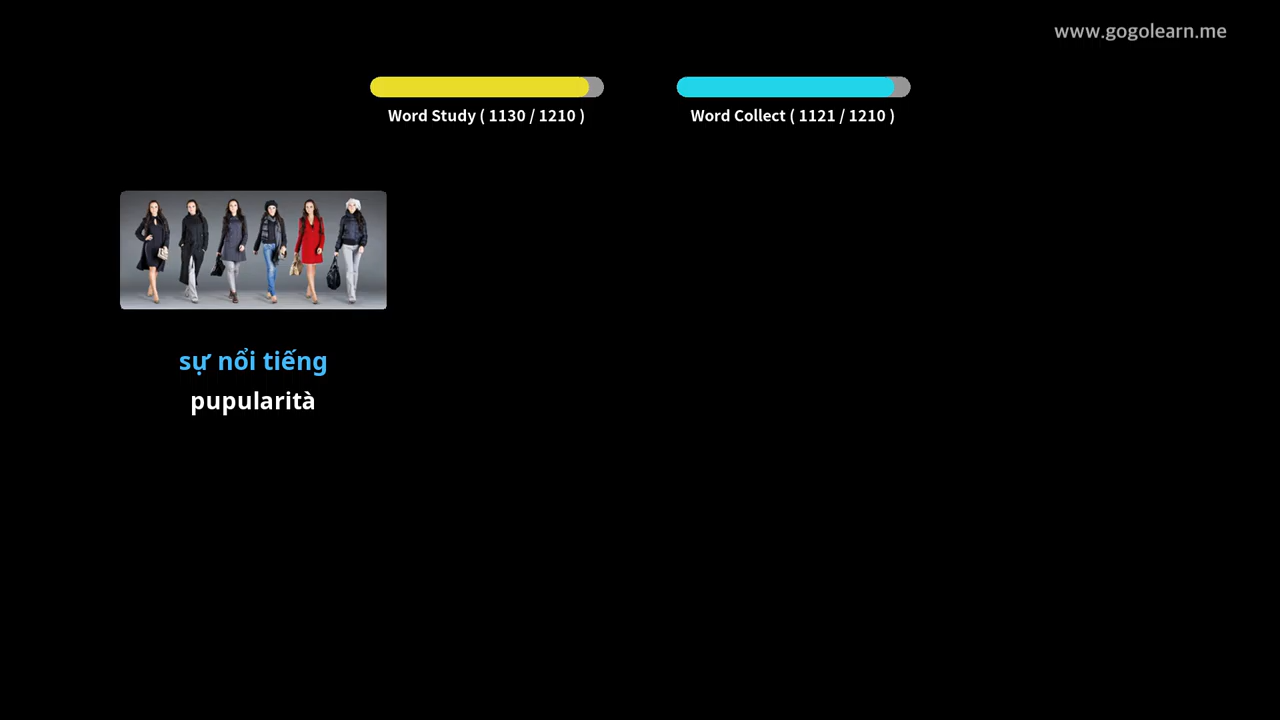 www.gogolearn.me
Word Study ( 1130 / 1210 )
Word Collect ( 1121 / 1210 )
sự nổi tiếng
pupularità